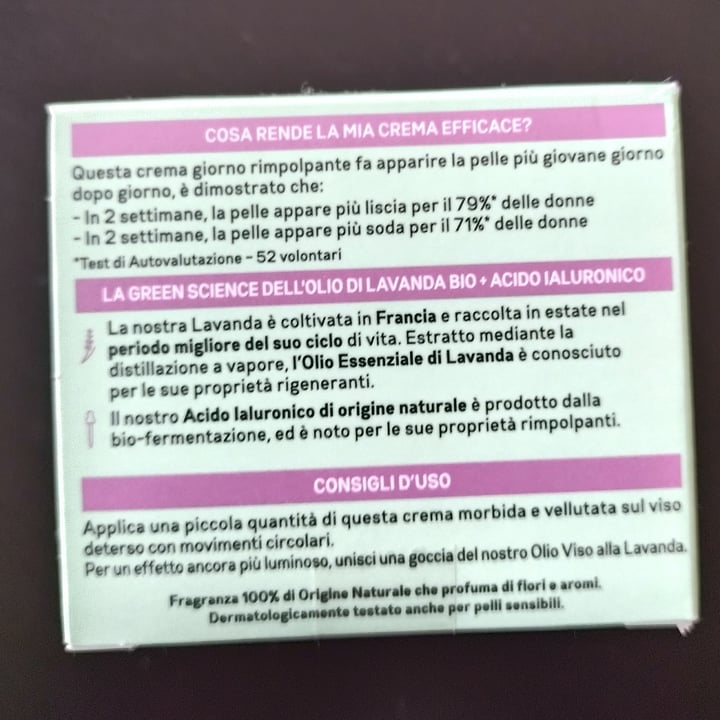 COSA RENDE LA MIA CREMA EFFICACE?
Questa crema giorno rimpolpante fa apparire la pelle più giovane giorno
dopo giorno, è dimostrato che:
- In 2 settimane, la pelle appare più liscia per il 79%* delle donne
- In 2 settimane, la pelle appare più soda per il 71%* delle donne
*Test di Autovalutazione - 52 volontari
LA GREEN SCIENCE DELL'OLIO DI LAVANDA BIO + ACIDO IALURONICO
La nostra Lavanda è coltivata in Francia e raccolta in estate nel
periodo migliore del suo ciclo di vita. Estratto mediante la
distillazione a vapore, l'Olio Essenziale di Lavanda è conosciuto
per le sue proprietà rigeneranti.
Il nostro Acido Ialuronico di origine naturale è prodotto dalla
bio-fermentazione, ed è noto per le sue proprietà rimpolpanti.
CONSIGLI D'USO
Applica una piccola quantità di questa crema morbida e vellutata sul viso
deterso con movimenti circolari.
Per un effetto ancora più luminoso, unisci una goccia del nostro Olio Viso alla Lavanda.
Fragranza 100% di Origine Naturale che profuma di fiori e aromi.
Dermatologicamente testato anche per pelli sensibili.